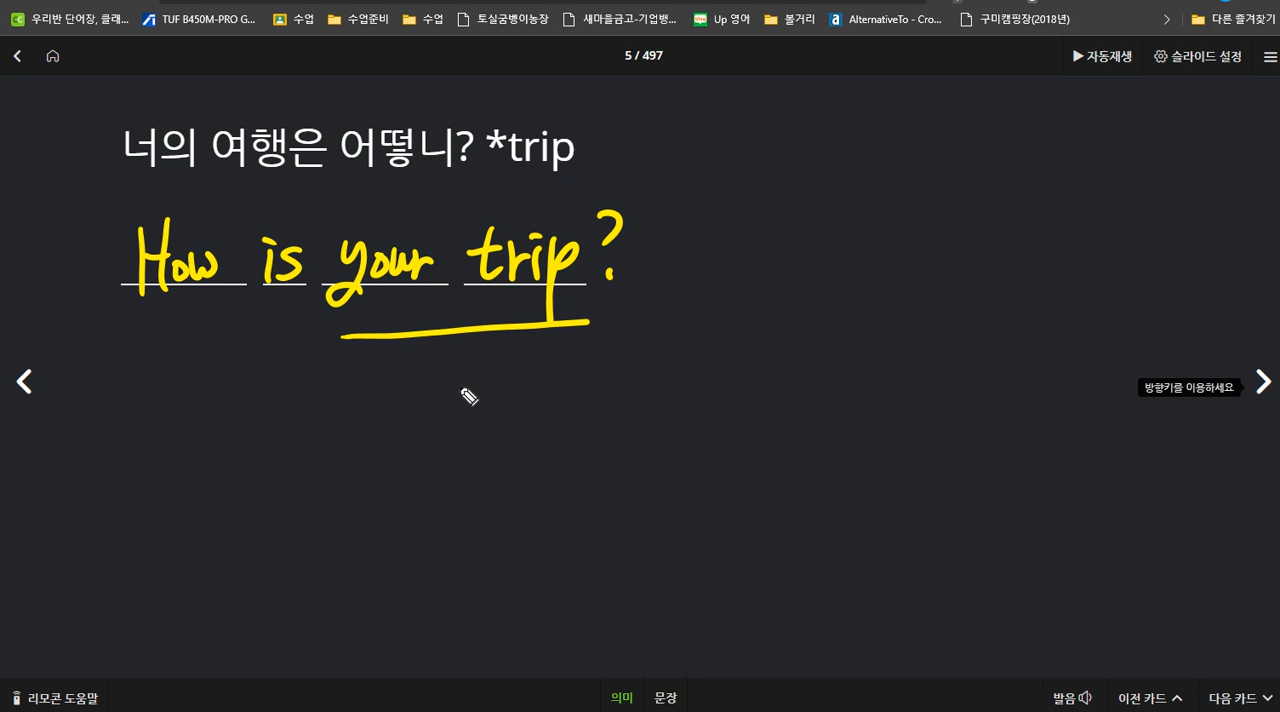 우리반 단어장, 클래... TUF B450M-PRO G... 수업 수업준비 수업 토실금벵이농장 새마을금고-기업뱅... Up 영어 볼거리 AlternativeTo - Cro... 구미캠핑장(2018년) 다른 즐겨찾기
5 / 497 자동재생 슬라이드 설정
너의 여행은 어떻니? *trip
How is your trip?
방향키를 이용하세요
리모콘 도움말 의미 문장 발음 이전 카드 다음 카드